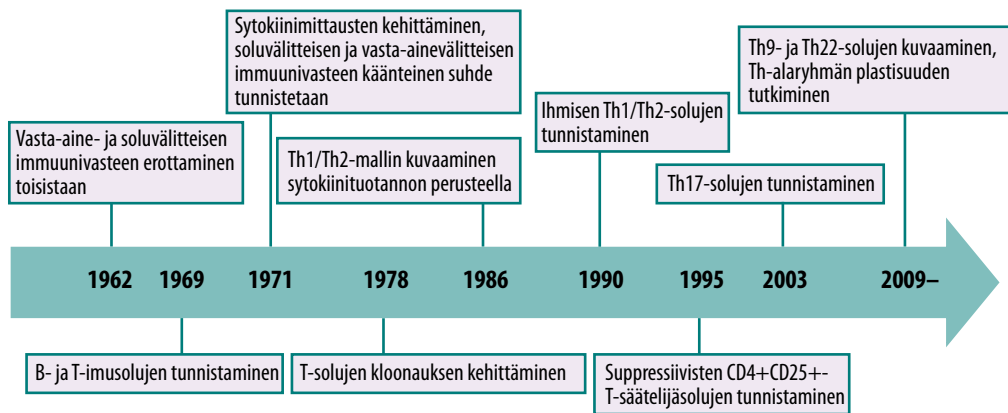 Sytokiinimittausten kehittäminen,
soluvälitteisen ja vasta-ainevälitteisen
immuunivasteen käänteinen suhde
tunnistetaan
Th9- ja Th22-solujen kuvaaminen,
Th-alaryhmän plastisuuden
tutkiminen
Vasta-aine- ja soluvälitteisen
immuunivasteen erottaminen
toisistaan
Th1/Th2-mallin kuvaaminen
sytokiinituotannon perusteella
Ihmisen Th1/Th2-solujen
tunnistaminen
Th17-solujen tunnistaminen
1962 1969 1971 1978 1986 1990 1995 2003 2009–
B- ja T-imusolujen tunnistaminen
T-solujen kloonauksen kehittäminen
Suppressiivisten CD4+CD25+-
T-säätelijäsolujen tunnistaminen